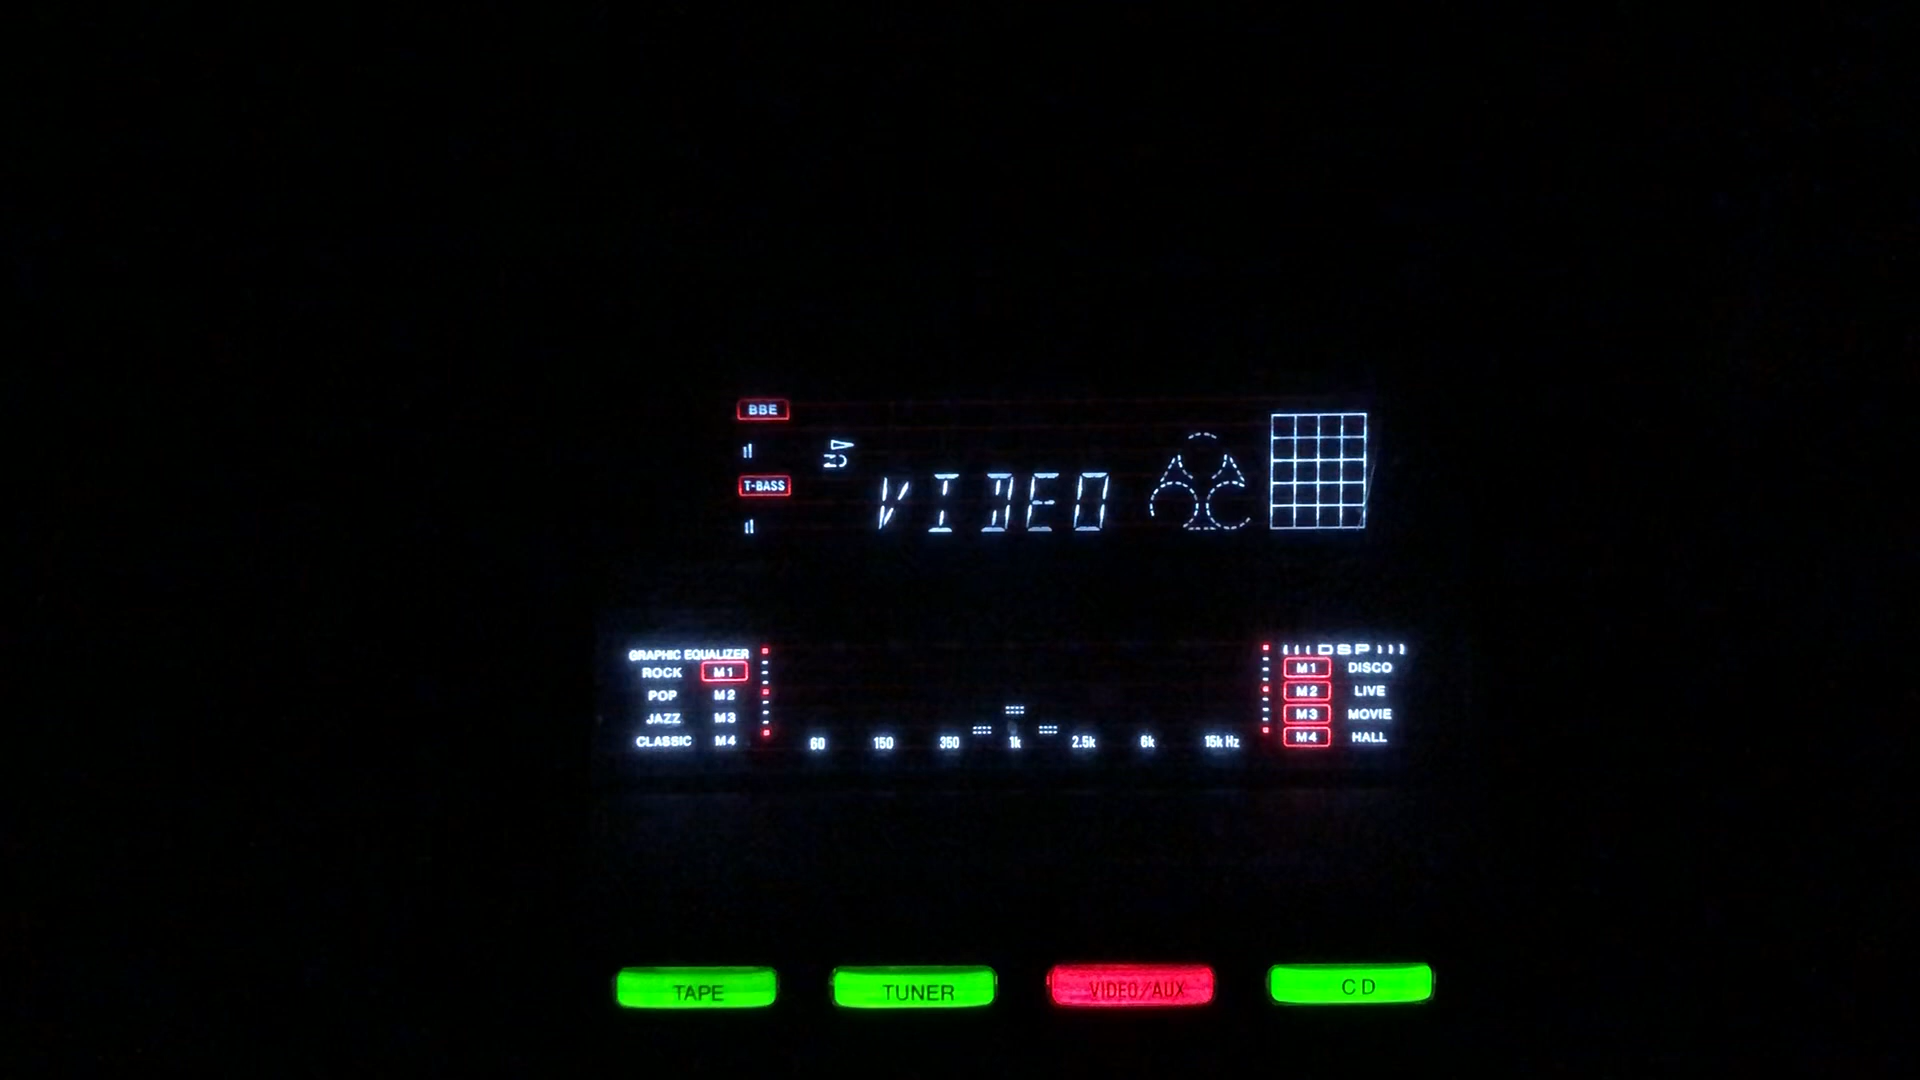 BBE
T-BASS
VIDEO
GRAPHIC EQUALIZER
ROCK M1
POP M2
JAZZ M3
CLASSIC M4
60 150 350 1k 2.5k 6k 15k Hz
DSP
M1 DISCO
M2 LIVE
M3 MOVIE
M4 HALL
TAPE TUNER VIDEO/AUX CD